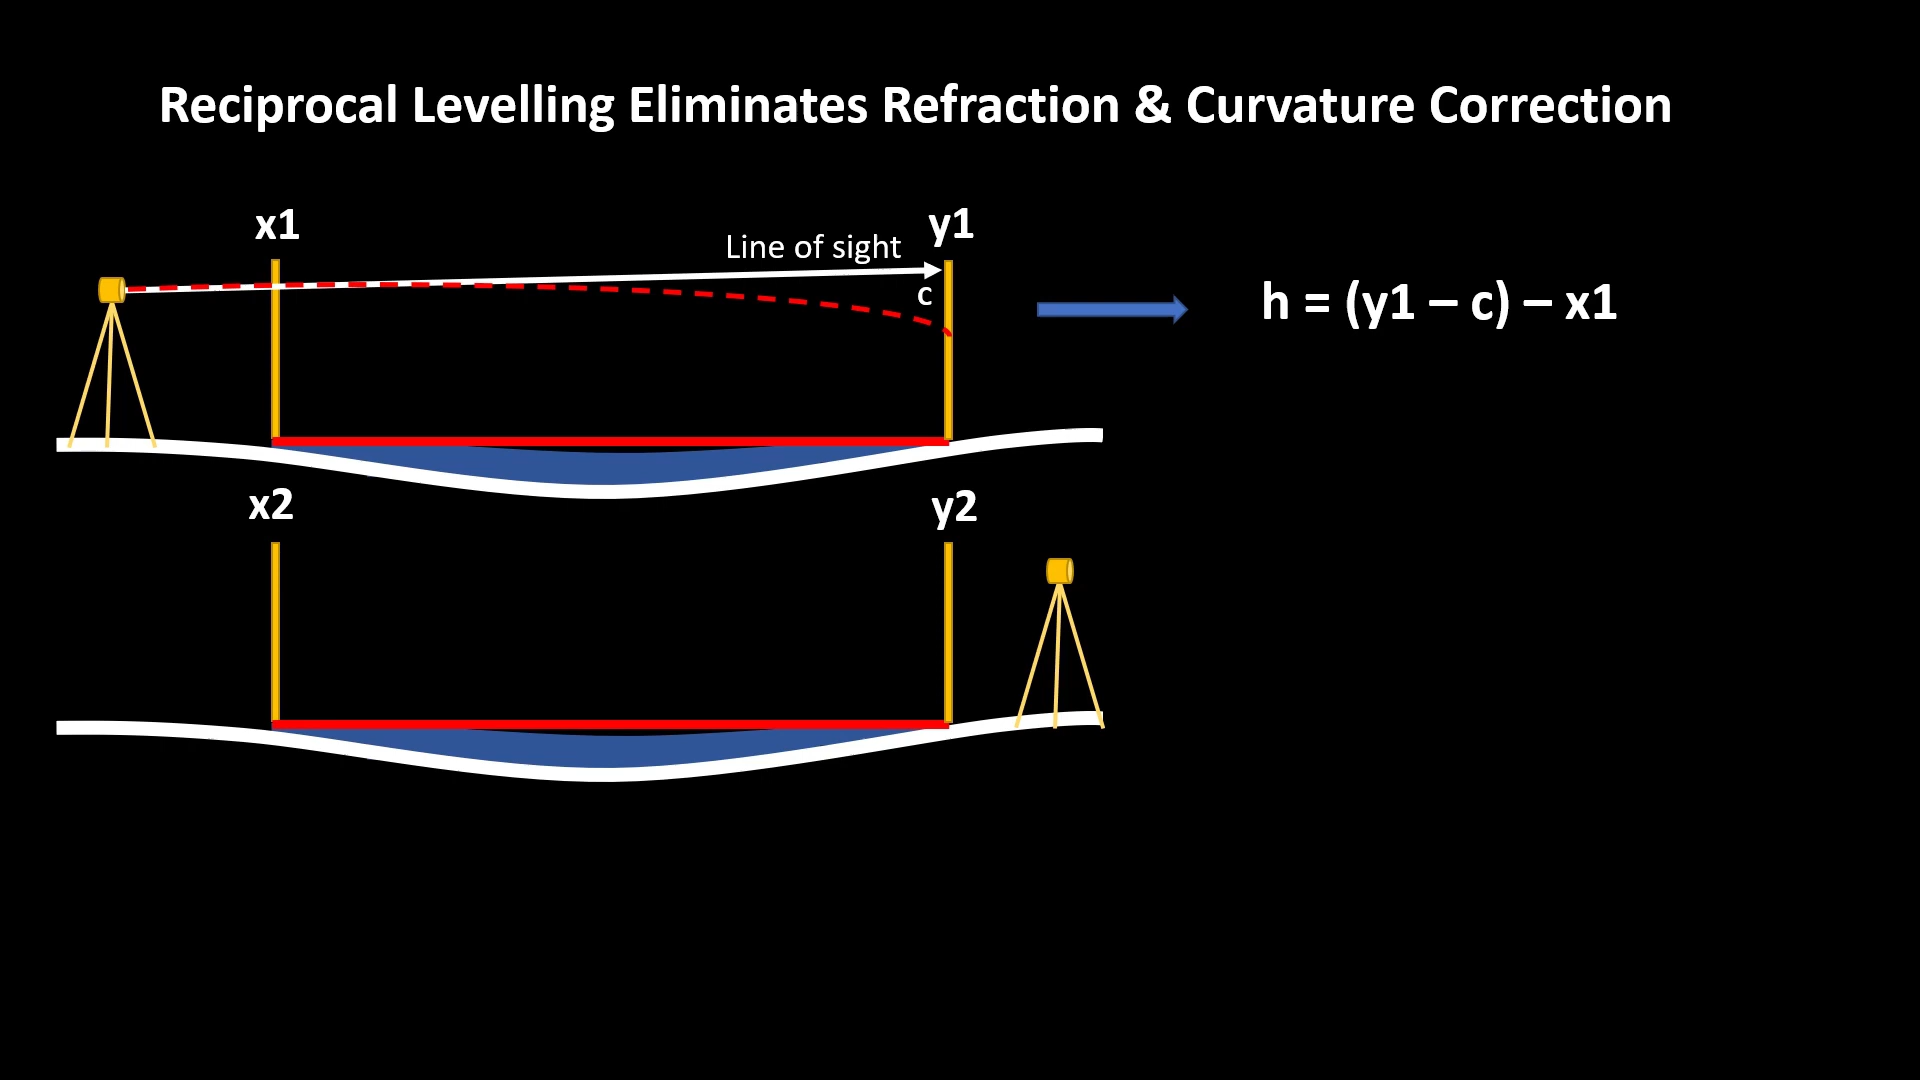 Reciprocal Levelling Eliminates Refraction & Curvature Correction
x1
y1
Line of sight
c
h = (y1 – c) – x1
x2
y2